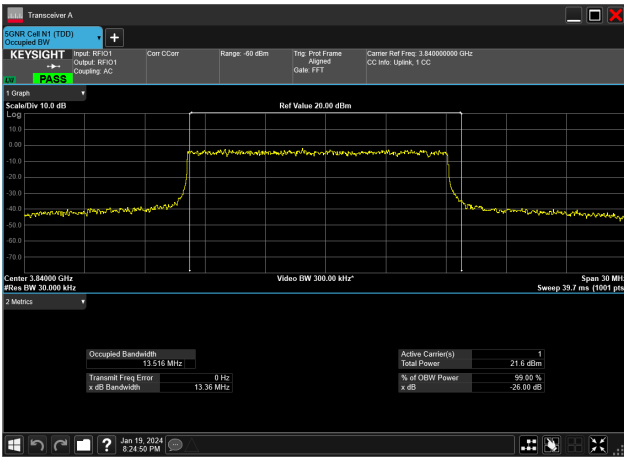 Transceiver A
5GNR Cell N1 (TDD)
Occupied BW
KEYSIGHT
Input: RFIO1
Output: RFIO1
Coupling: AC
Corr CCorr
Range: -60 dBm
Trig: Prot Frame
Aligned
Gate: FFT
Carrier Ref Freq: 3.840000000 GHz
CC Info: Uplink, 1 CC
PASS
1 Graph
Scale/Div 10.0 dB
Ref Value 20.00 dBm
Log
10.0
0.00
-10.0
-20.0
-30.0
-40.0
-50.0
-60.0
-70.0
Center 3.84000 GHz
Video BW 300.00 kHz*
Span 30 MHz
#Res BW 30.000 kHz
Sweep 39.7 ms (1001 pts
2 Metrics
Occupied Bandwidth
13.516 MHz
Active Carrier(s) 1
Total Power 21.6 dBm
Transmit Freq Error 0 Hz
x dB Bandwidth 13.36 MHz
% of OBW Power 99.00 %
x dB -26.00 dB
?
Jan 19, 2024
8:24:50 PM